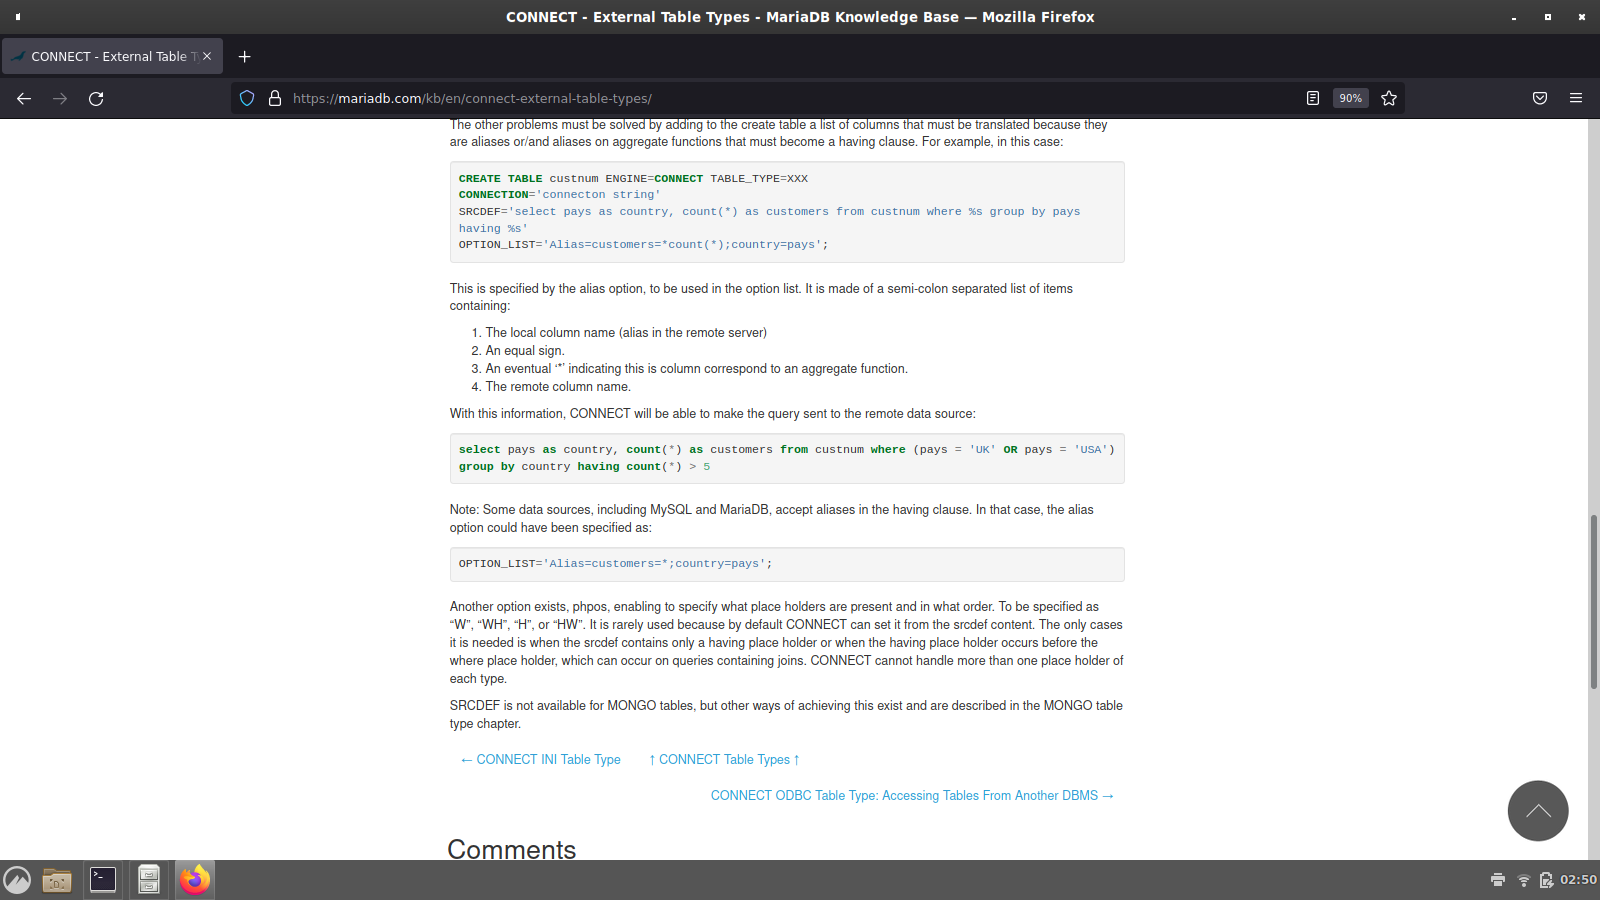 CONNECT - External Table Types - MariaDB Knowledge Base — Mozilla Firefox
CONNECT - External Table T
https://mariadb.com/kb/en/connect-external-table-types/
90%
The other problems must be solved by adding to the create table a list of columns that must be translated because they
are aliases or/and aliases on aggregate functions that must become a having clause. For example, in this case:
CREATE TABLE custnum ENGINE=CONNECT TABLE_TYPE=XXX
CONNECTION='connecton string'
SRCDEF='select pays as country, count(*) as customers from custnum where %s group by pays
having %s'
OPTION_LIST='Alias=customers=*count(*);country=pays';
This is specified by the alias option, to be used in the option list. It is made of a semi-colon separated list of items
containing:
1. The local column name (alias in the remote server)
2. An equal sign.
3. An eventual ‘*’ indicating this is column correspond to an aggregate function.
4. The remote column name.
With this information, CONNECT will be able to make the query sent to the remote data source:
select pays as country, count(*) as customers from custnum where (pays = 'UK' OR pays = 'USA')
group by country having count(*) > 5
Note: Some data sources, including MySQL and MariaDB, accept aliases in the having clause. In that case, the alias
option could have been specified as:
OPTION_LIST='Alias=customers=*;country=pays';
Another option exists, phpos, enabling to specify what place holders are present and in what order. To be specified as
“W”, “WH”, “H”, or “HW”. It is rarely used because by default CONNECT can set it from the srcdef content. The only cases
it is needed is when the srcdef contains only a having place holder or when the having place holder occurs before the
where place holder, which can occur on queries containing joins. CONNECT cannot handle more than one place holder of
each type.
SRCDEF is not available for MONGO tables, but other ways of achieving this exist and are described in the MONGO table
type chapter.
← CONNECT INI Table Type ↑ CONNECT Table Types ↑
CONNECT ODBC Table Type: Accessing Tables From Another DBMS →
Comments
02:50